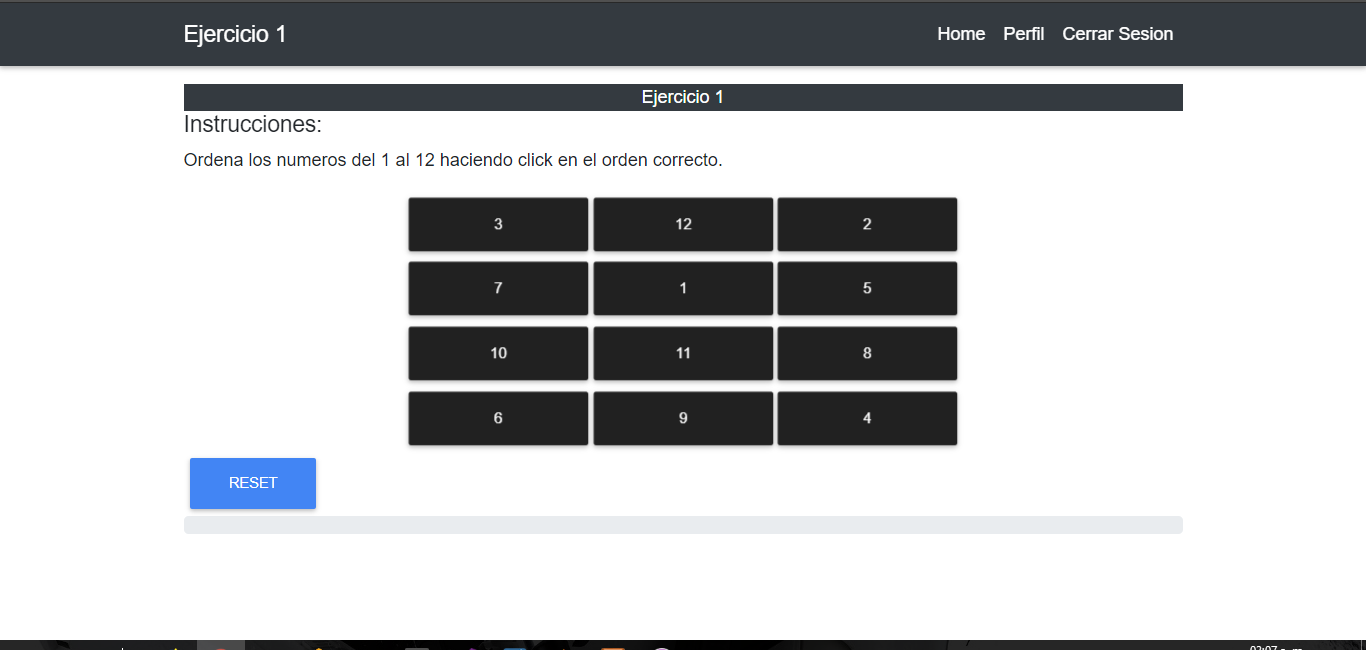 Ejercicio 1 Home Perfil Cerrar Sesion
Ejercicio 1
Instrucciones:
Ordena los numeros del 1 al 12 haciendo click en el orden correcto.
3 12 2
7 1 5
10 11 8
6 9 4
RESET